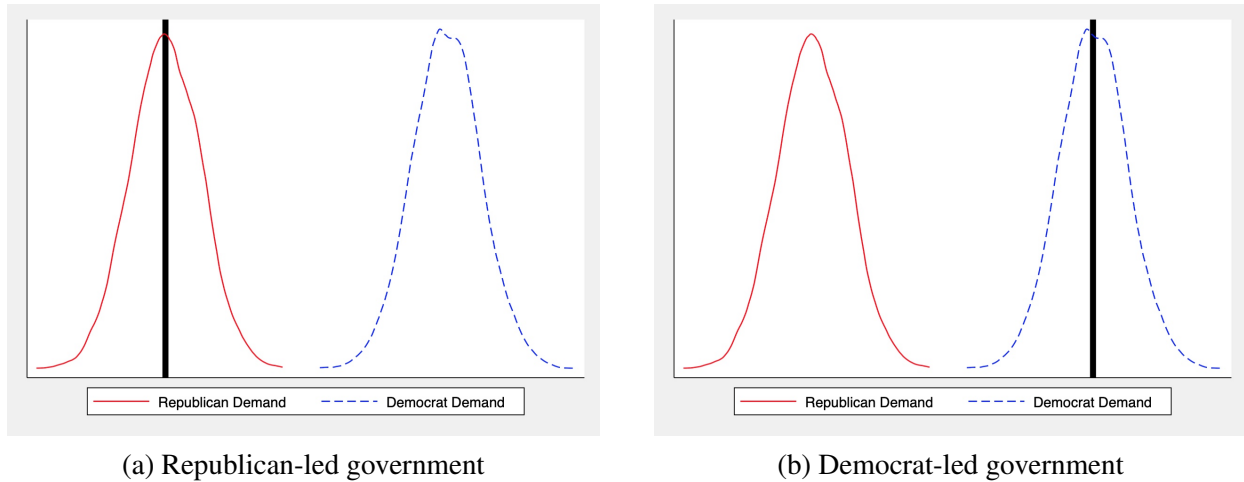 Republican Demand
Democrat Demand
(a) Republican-led government
Republican Demand
Democrat Demand
(b) Democrat-led government